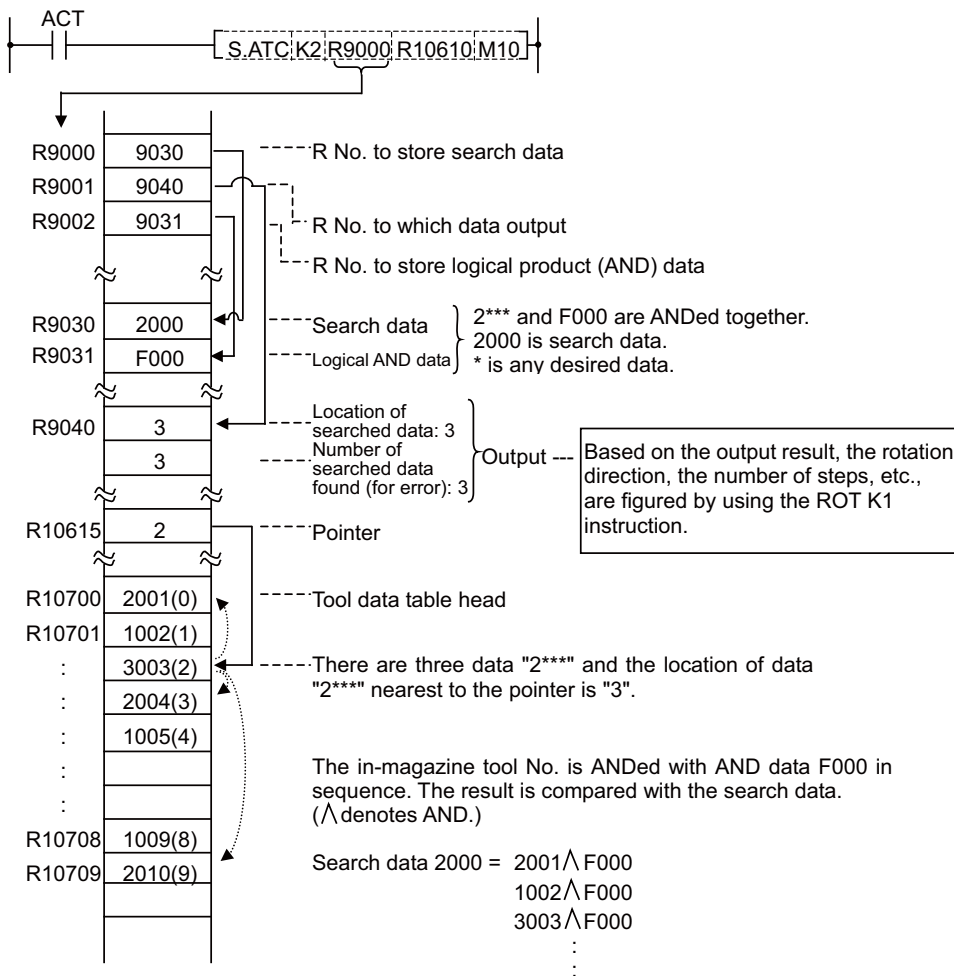 ACT
S.ATC K2 R9000 R10610 M10
R9000 9030 R No. to store search data
R9001 9040
R9002 9031 R No. to which data output
R No. to store logical product (AND) data
R9030 2000 Search data
R9031 F000 Logical AND data
2*** and F000 are ANDed together.
2000 is search data.
* is any desired data.
R9040 3 Location of
searched data: 3
3 Number of
searched data
found (for error): 3
Output ---
Based on the output result, the rotation
direction, the number of steps, etc.,
are figured by using the ROT K1
instruction.
R10615 2 Pointer
R10700 2001(0) Tool data table head
R10701 1002(1)
: 3003(2) There are three data "2***" and the location of data
"2***" nearest to the pointer is "3".
: 2004(3)
: 1005(4)
:
:
The in-magazine tool No. is ANDed with AND data F000 in
sequence. The result is compared with the search data.
(⋀ denotes AND.)
R10708 1009(8)
R10709 2010(9)
Search data 2000 = 2001⋀F000
1002⋀F000
3003⋀F000
:
: